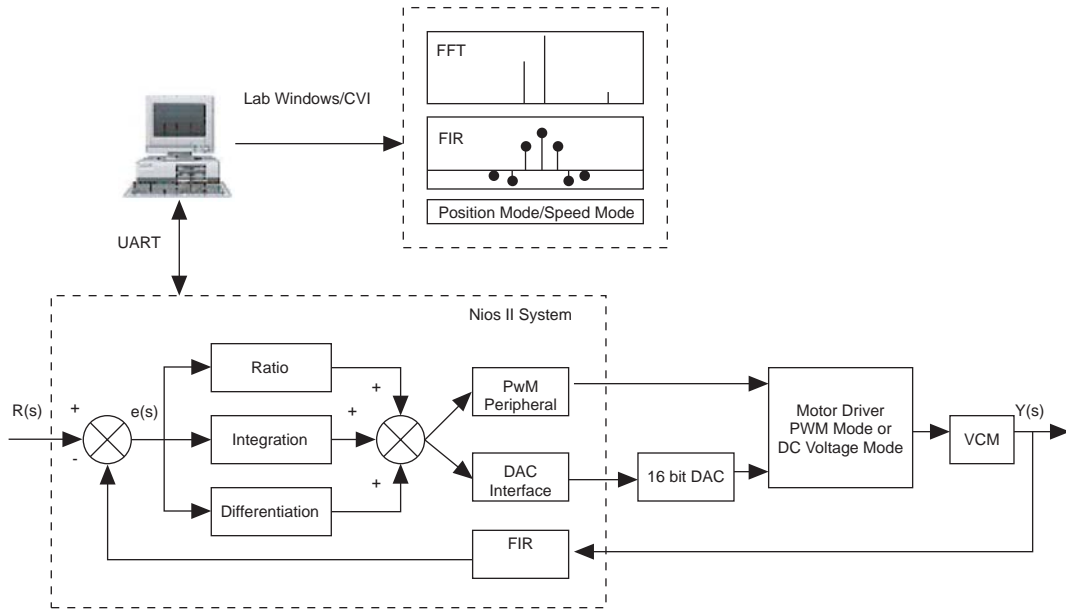 FFT
Lab Windows/CVI
FIR
Position Mode/Speed Mode
UART
Nios II System
Ratio
R(s)
+
-
e(s)
Integration
Differentiation
+
+
+
PwM
Peripheral
DAC
Interface
FIR
16 bit DAC
Motor Driver
PWM Mode or
DC Voltage Mode
VCM
Y(s)